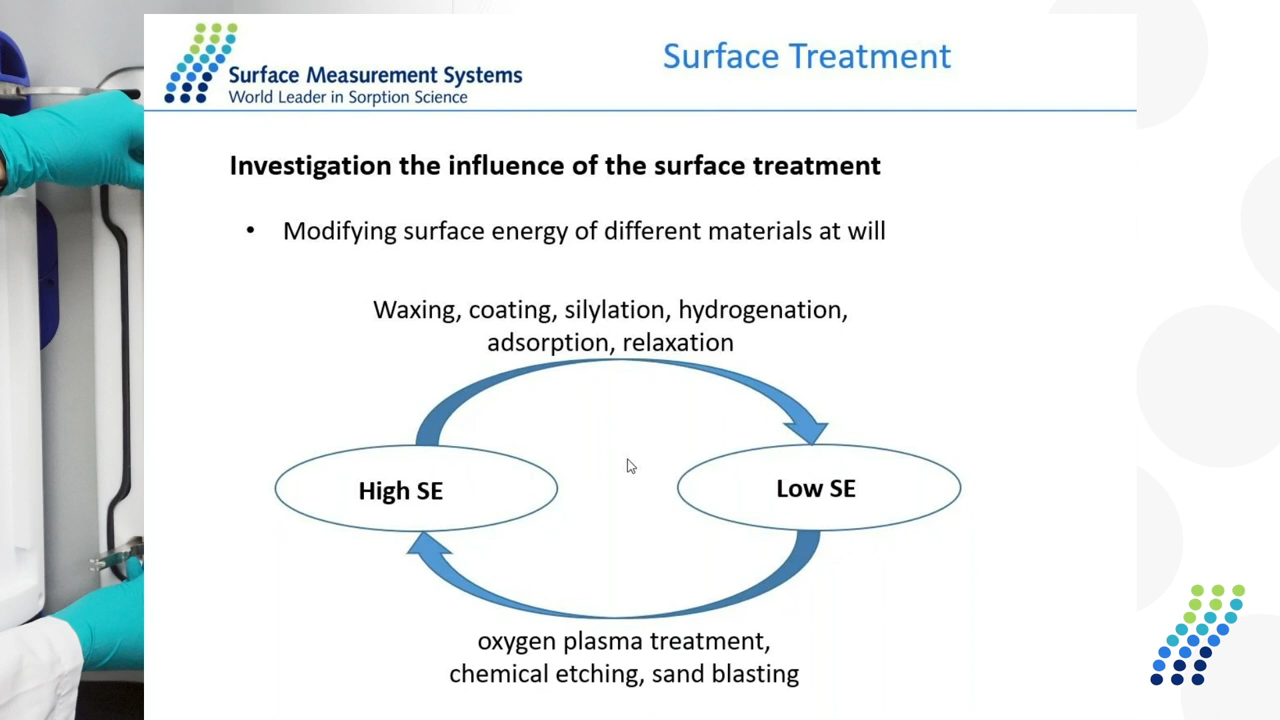 Surface Measurement Systems
World Leader in Sorption Science
Surface Treatment
Investigation the influence of the surface treatment
• Modifying surface energy of different materials at will
Waxing, coating, silylation, hydrogenation,
adsorption, relaxation
High SE
Low SE
oxygen plasma treatment,
chemical etching, sand blasting